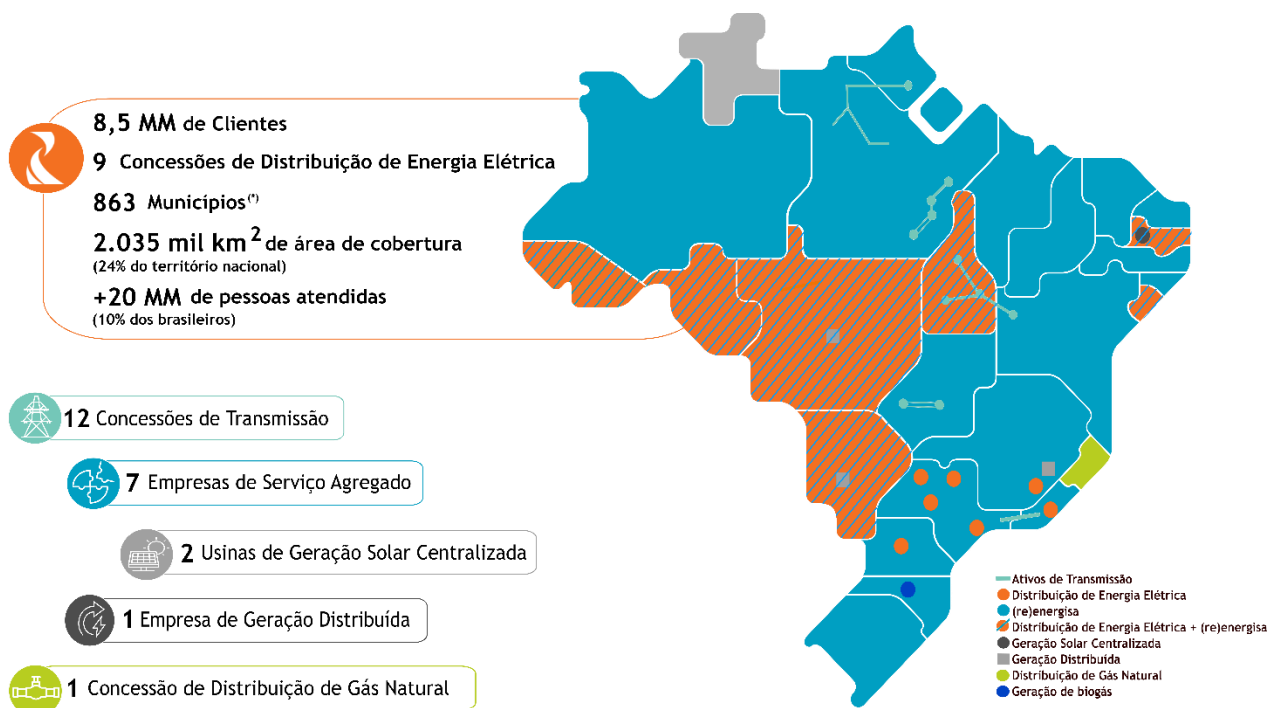 8,5 MM de Clientes
9 Concessões de Distribuição de Energia Elétrica
863 Municípios(*)
2.035 mil km² de área de cobertura
(24% do território nacional)
+20 MM de pessoas atendidas
(10% dos brasileiros)
12 Concessões de Transmissão
7 Empresas de Serviço Agregado
2 Usinas de Geração Solar Centralizada
1 Empresa de Geração Distribuída
1 Concessão de Distribuição de Gás Natural
Ativos de Transmissão
Distribuição de Energia Elétrica
(re)energisa
Distribuição de Energia Elétrica + (re)energisa
Geração Solar Centralizada
Geração Distribuída
Distribuição de Gás Natural
Geração de biogás